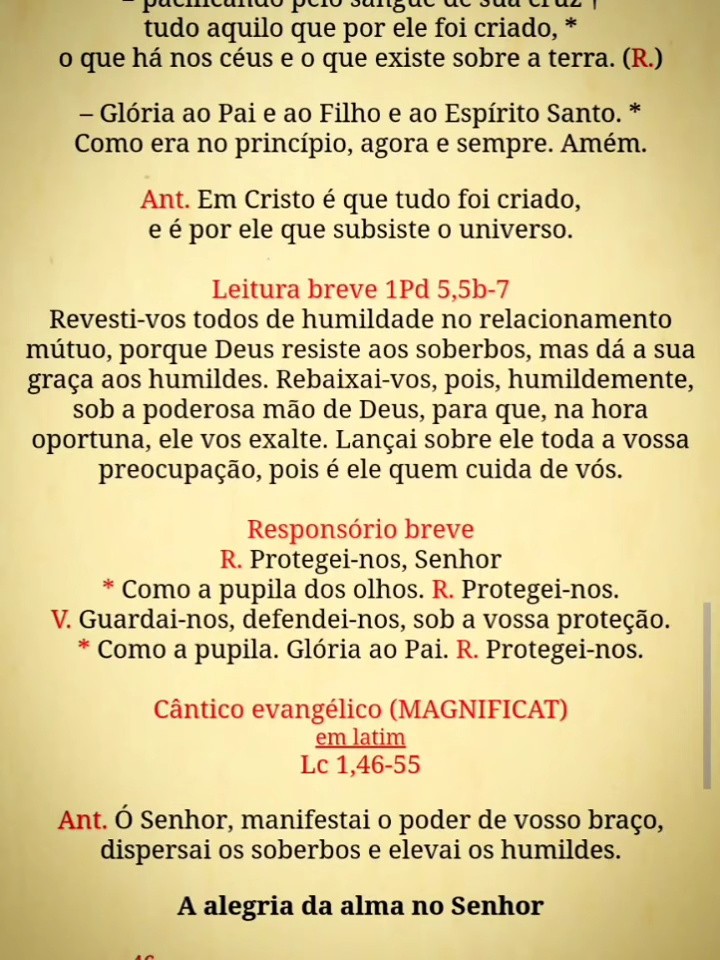 – pacificando pelo sangue de sua cruz †
tudo aquilo que por ele foi criado, *
o que há nos céus e o que existe sobre a terra. (R.)
– Glória ao Pai e ao Filho e ao Espírito Santo. *
Como era no princípio, agora e sempre. Amém.
Ant. Em Cristo é que tudo foi criado,
e é por ele que subsiste o universo.
Leitura breve 1Pd 5,5b-7
Revesti-vos todos de humildade no relacionamento
mútuo, porque Deus resiste aos soberbos, mas dá a sua
graça aos humildes. Rebaixai-vos, pois, humildemente,
sob a poderosa mão de Deus, para que, na hora
oportuna, ele vos exalte. Lançai sobre ele toda a vossa
preocupação, pois é ele quem cuida de vós.
Responsório breve
R. Protegei-nos, Senhor
* Como a pupila dos olhos. R. Protegei-nos.
V. Guardai-nos, defendei-nos, sob a vossa proteção.
* Como a pupila. Glória ao Pai. R. Protegei-nos.
Cântico evangélico (MAGNIFICAT)
em latim
Lc 1,46-55
Ant. Ó Senhor, manifestai o poder de vosso braço,
dispersai os soberbos e elevai os humildes.
A alegria da alma no Senhor
46